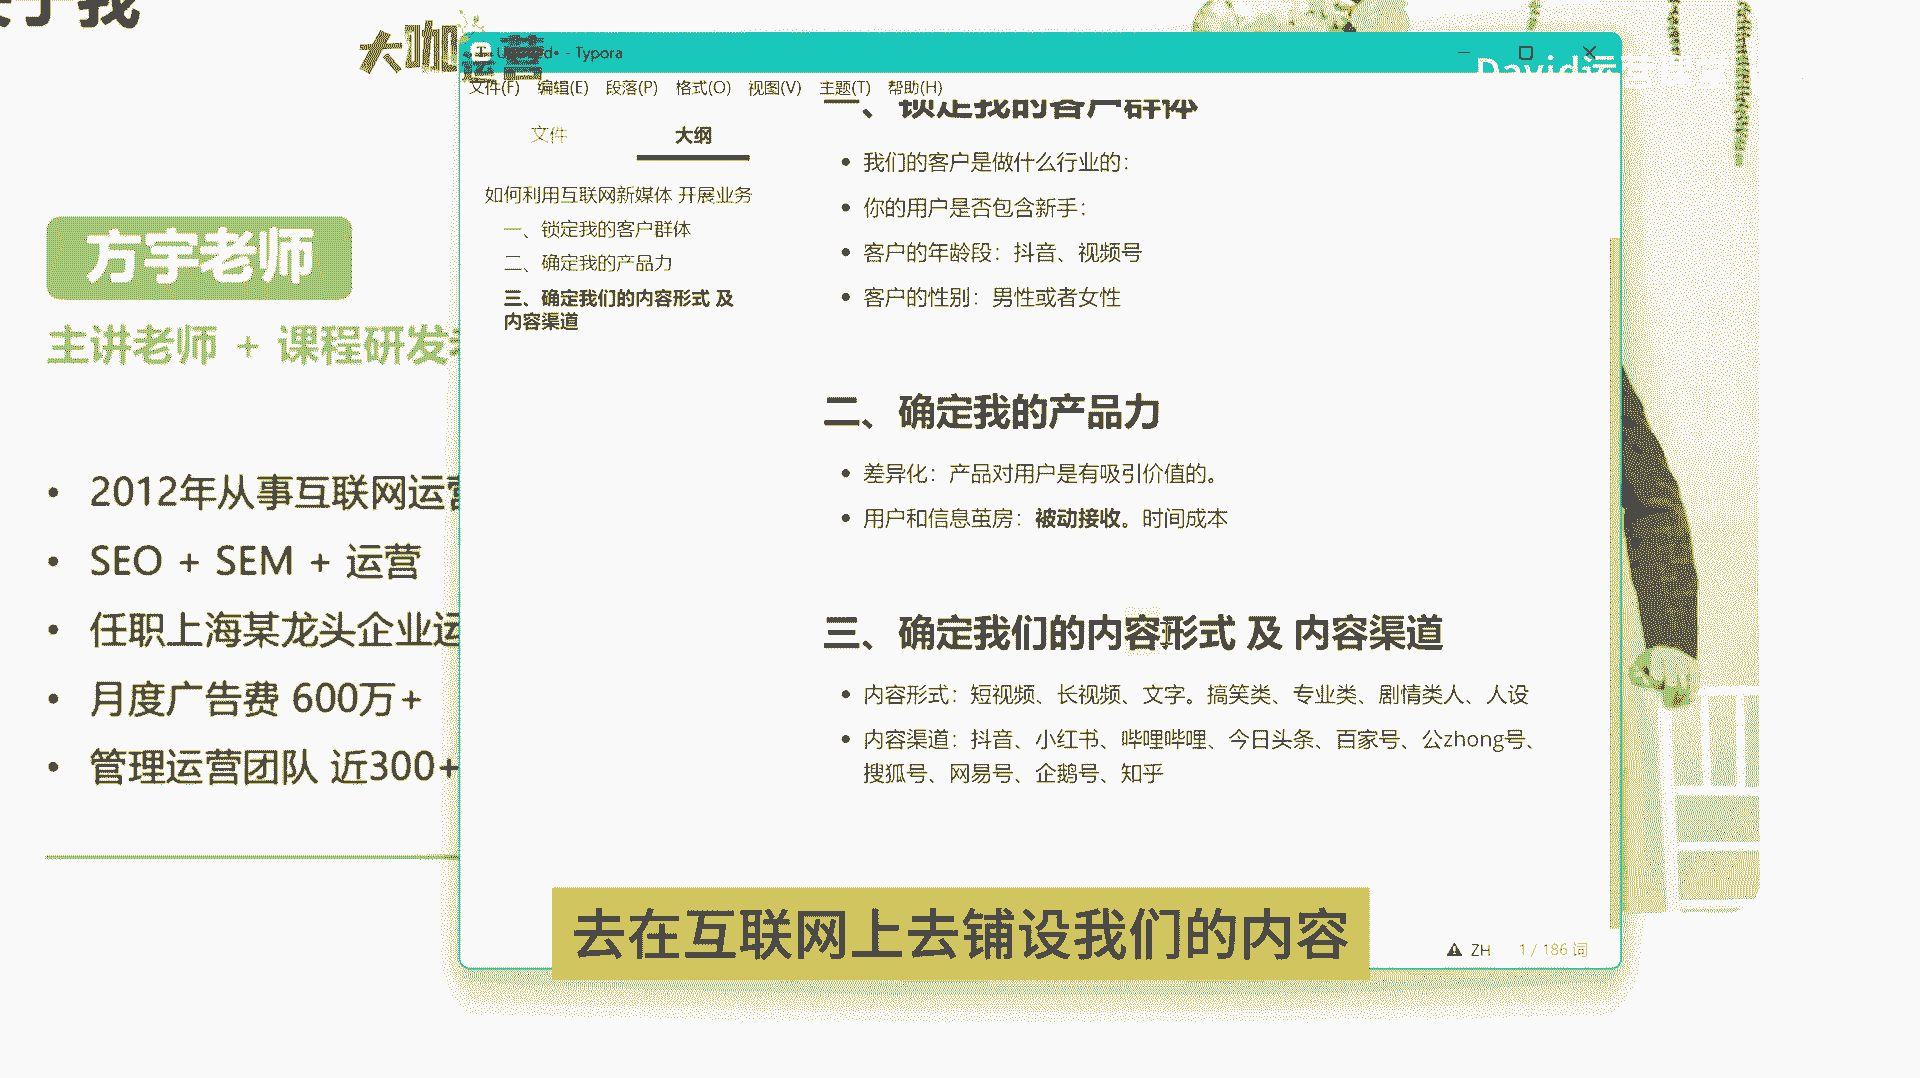 于我
大咖
运营
Typora
David运
文件(F) 编辑(E) 段落(P) 格式(O) 视图(V) 主题(T) 帮助(H)
文件 大纲
如何利用互联网新媒体 开展业务
一、锁定我的客户群体
二、确定我的产品力
三、确定我们的内容形式 及
内容渠道
一、锁定我的客户群体
我们的客户是做什么行业的：
你的用户是否包含新手：
客户的年龄段：抖音、视频号
客户的性别：男性或者女性
二、确定我的产品力
差异化：产品对用户是有吸引价值的。
用户和信息茧房：被动接收。时间成本
三、确定我们的内容形式 及 内容渠道
内容形式：短视频、长视频、文字。搞笑类、专业类、剧情类人、人设
内容渠道：抖音、小红书、哔哩哔哩、今日头条、百家号、公zhong号、
搜狐号、网易号、企鹅号、知乎
ZH 1 / 186 词
方宇老师
主讲老师 + 课程研发
2012年从事互联网运营
SEO + SEM + 运营
任职上海某龙头企业运
月度广告费 600万+
管理运营团队 近300+
去在互联网上去铺设我们的内容